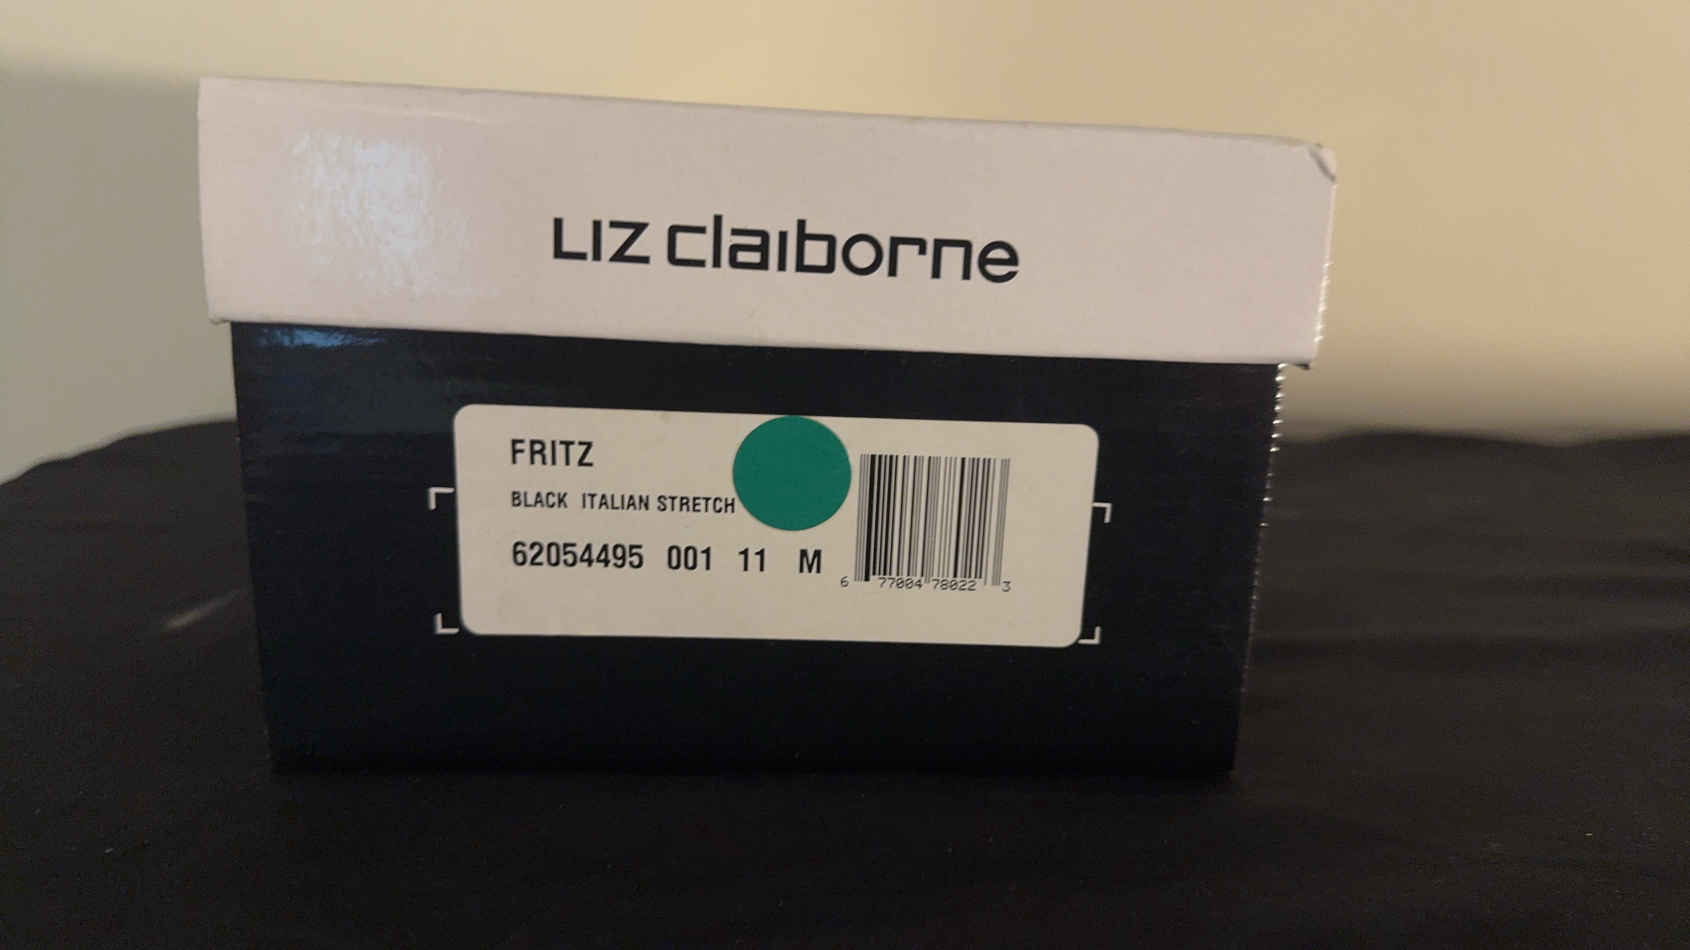 LIZ claiborne
FRITZ
BLACK ITALIAN STRETCH
62054495 001 11 M
6 77004 78022 3